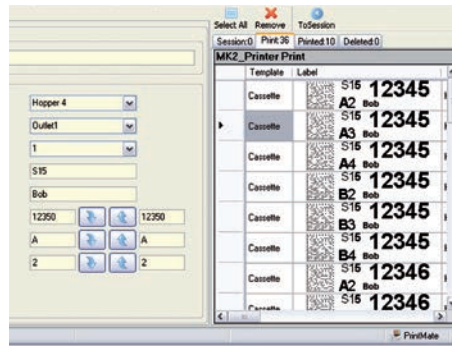 Select All Remove ToSession
Session:0 Print:36 Printed:10 Deleted:0
MK2_Printer Print
Template Label
Hopper 4
Outlet1
1
S15
Bob
12350 12350
A A
2 2
Cassette S15 12345
A2 Bob
Cassette S15 12345
A3 Bob
Cassette S15 12345
A4 Bob
Cassette S15 12345
B2 Bob
Cassette S15 12345
B3 Bob
Cassette S15 12345
B4 Bob
Cassette S15 12346
A2 Bob
Cassette S15 12346
PrintMate